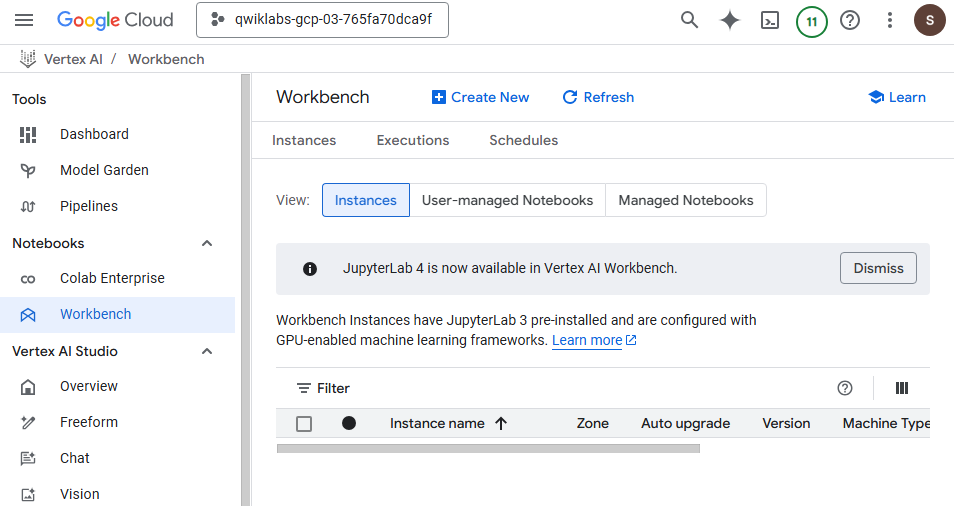 Google Cloud
qwiklabs-gcp-03-765fa70dca9f
11
S
Vertex AI / Workbench
Tools
Dashboard
Model Garden
Pipelines
Notebooks
Colab Enterprise
Workbench
Vertex AI Studio
Overview
Freeform
Chat
Vision
Workbench
Create New
Refresh
Learn
Instances Executions Schedules
View: Instances User-managed Notebooks Managed Notebooks
JupyterLab 4 is now available in Vertex AI Workbench.
Dismiss
Workbench Instances have JupyterLab 3 pre-installed and are configured with
GPU-enabled machine learning frameworks. Learn more
Filter
Instance name Zone Auto upgrade Version Machine Type